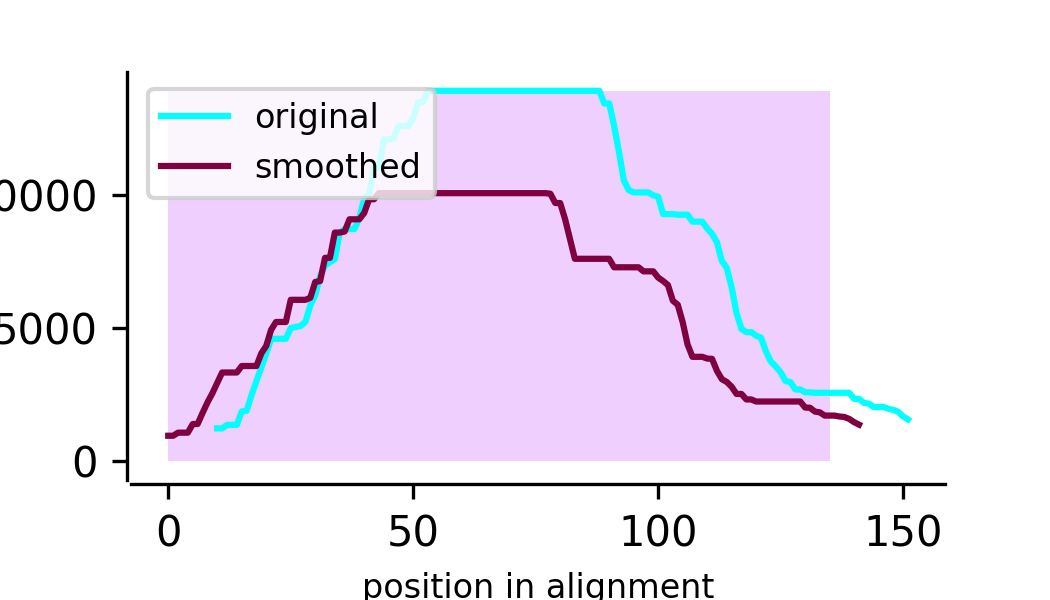 original
smoothed
0000
5000
0
0 50 100 150
position in alignment